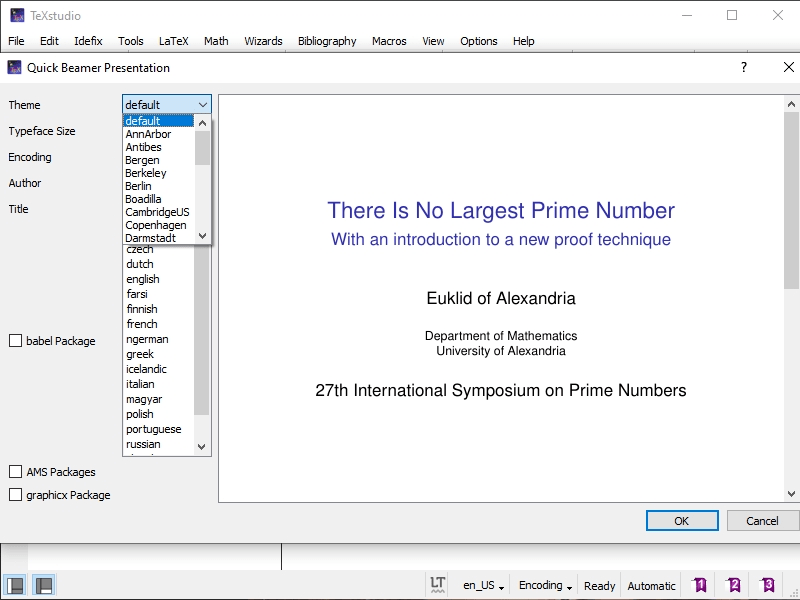 TeXstudio
File Edit Idefix Tools LaTeX Math Wizards Bibliography Macros View Options Help
Quick Beamer Presentation
?
Theme
default
Typeface Size
Encoding
Author
Title
default
AnnArbor
Antibes
Bergen
Berkeley
Berlin
Boadilla
CambridgeUS
Copenhagen
Darmstadt
czech
dutch
english
farsi
finnish
french
ngerman
greek
icelandic
italian
magyar
polish
portuguese
russian
babel Package
AMS Packages
graphicx Package
There Is No Largest Prime Number
With an introduction to a new proof technique
Euklid of Alexandria
Department of Mathematics
University of Alexandria
27th International Symposium on Prime Numbers
OK Cancel
LT en_US Encoding Ready Automatic 1 2 3